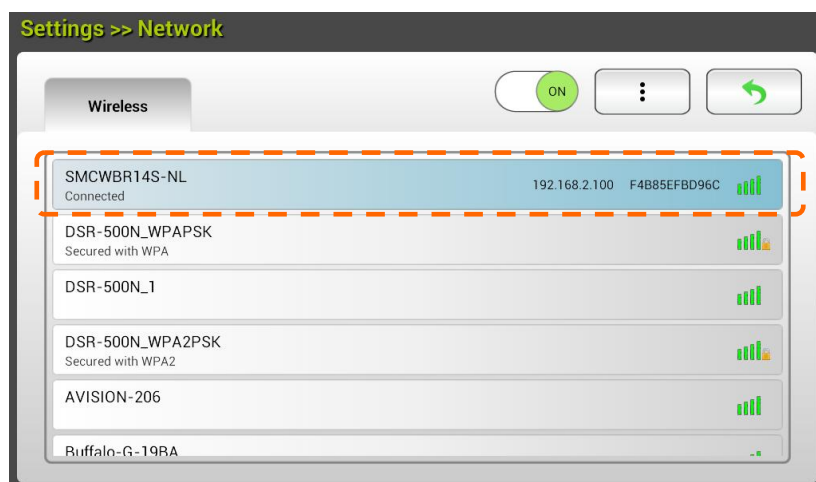 Settings >> Network
Wireless
ON
SMCWBR14S-NL
Connected
192.168.2.100 F4B85EFBD96C
DSR-500N_WPAPSK
Secured with WPA
DSR-500N_1
DSR-500N_WPA2PSK
Secured with WPA2
AVISION-206
Buffalo-G-19BA